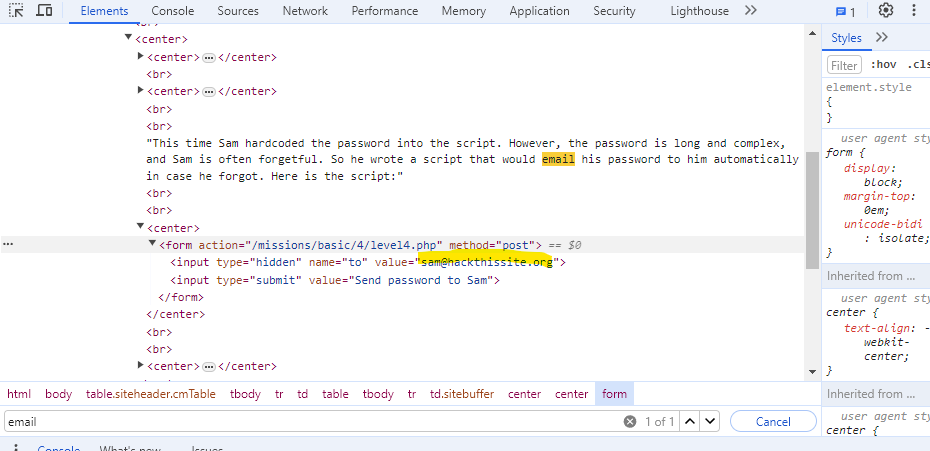 Elements Console Sources Network Performance Memory Application Security Lighthouse 1
<center>
<center> … </center>
<br>
<center> … </center>
<br>
<br>
"This time Sam hardcoded the password into the script. However, the password is long and complex,
and Sam is often forgetful. So he wrote a script that would email his password to him automatically
in case he forgot. Here is the script:"
<br>
<br>
<center>
<form action="/missions/basic/4/level4.php" method="post"> == $0
<input type="hidden" name="to" value="sam@hackthissite.org">
<input type="submit" value="Send password to Sam">
</form>
</center>
<br>
<br>
<center> … </center>
html body table.siteheader.cmTable tbody tr td table tbody tr td.sitebuffer center center form
email 1 of 1 Cancel
Console What's new Issues
Styles
Filter :hov .cls
element.style
{
}
user agent sty
form {
display:
block;
margin-top:
0em;
unicode-bidi
: isolate;
}
Inherited from ...
user agent sty
center {
text-align: -
webkit-
center;
}
Inherited from ...
user agent sty
center {